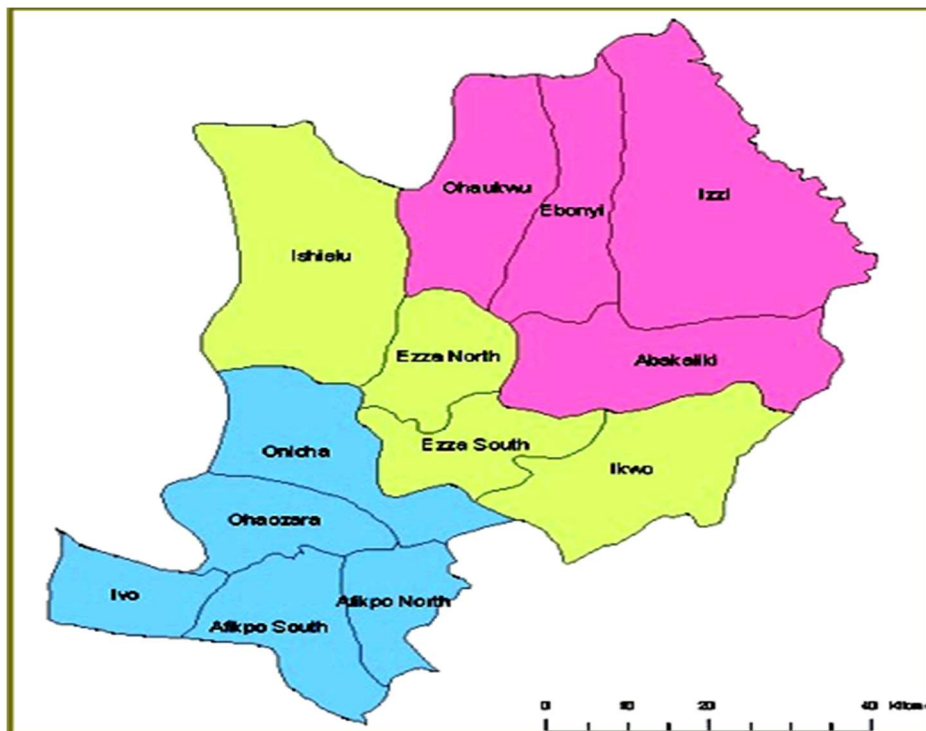 Ohaukwu
Ebonyi
Izzi
Ishielu
Ezza North
Abakaliki
Ezza South
Onicha
Ikwo
Ohaozara
Ivo
Afikpo North
Afikpo South
0 10 20 40